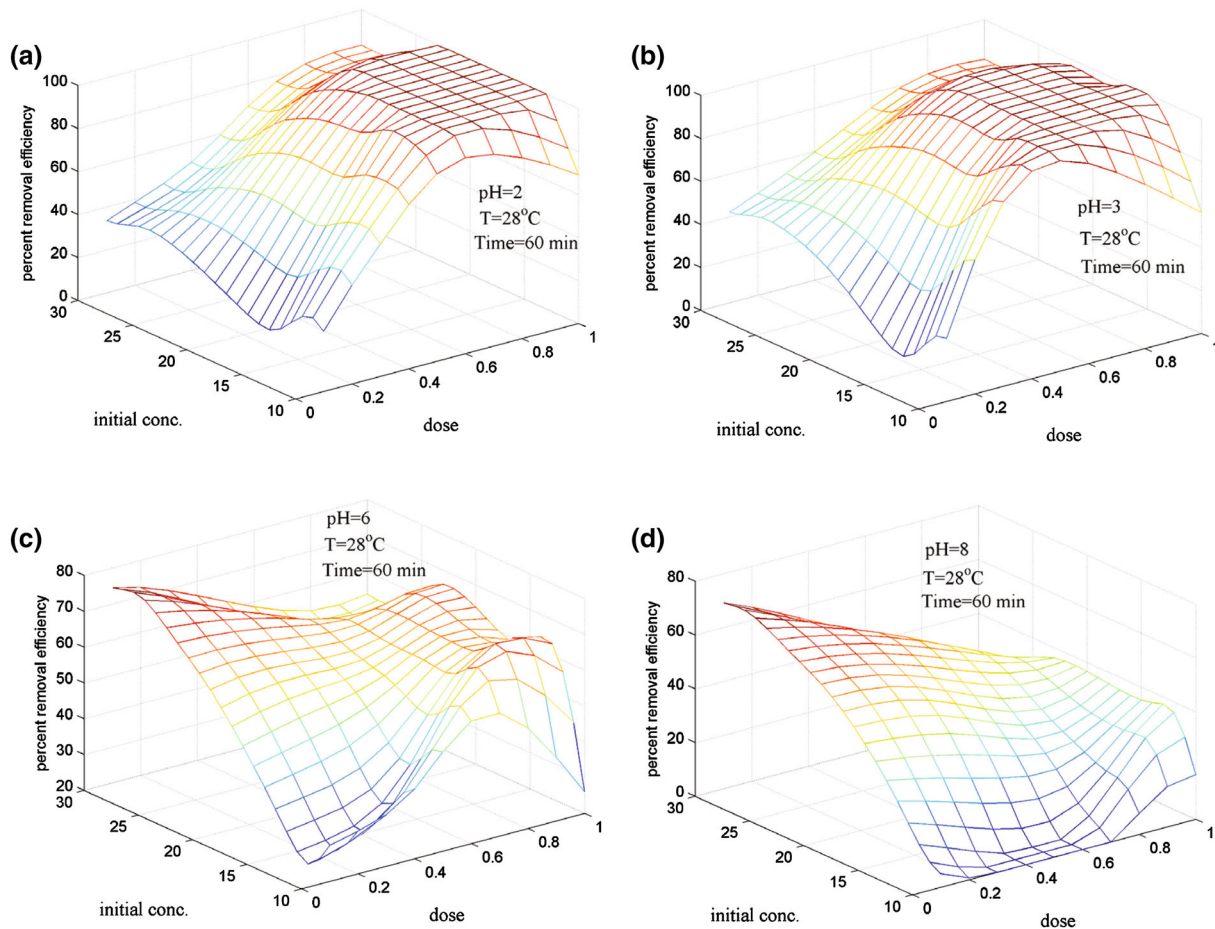 (a)
percent removal efficiency
100
80
60
40
20
0
30
25
20
15
10
initial conc.
0
0.2
0.4
0.6
0.8
1
dose
pH=2
T=28°C
Time=60 min
(b)
percent removal efficiency
100
80
60
40
20
0
30
25
20
15
10
initial conc.
0
0.2
0.4
0.6
0.8
1
dose
pH=3
T=28°C
Time=60 min
(c)
percent removal efficiency
80
70
60
50
40
30
20
30
25
20
15
10
initial conc.
0
0.2
0.4
0.6
0.8
1
dose
pH=6
T=28°C
Time=60 min
(d)
percent removal efficiency
80
60
40
20
0
30
25
20
15
10
initial conc.
0
0.2
0.4
0.6
0.8
1
dose
pH=8
T=28°C
Time=60 min